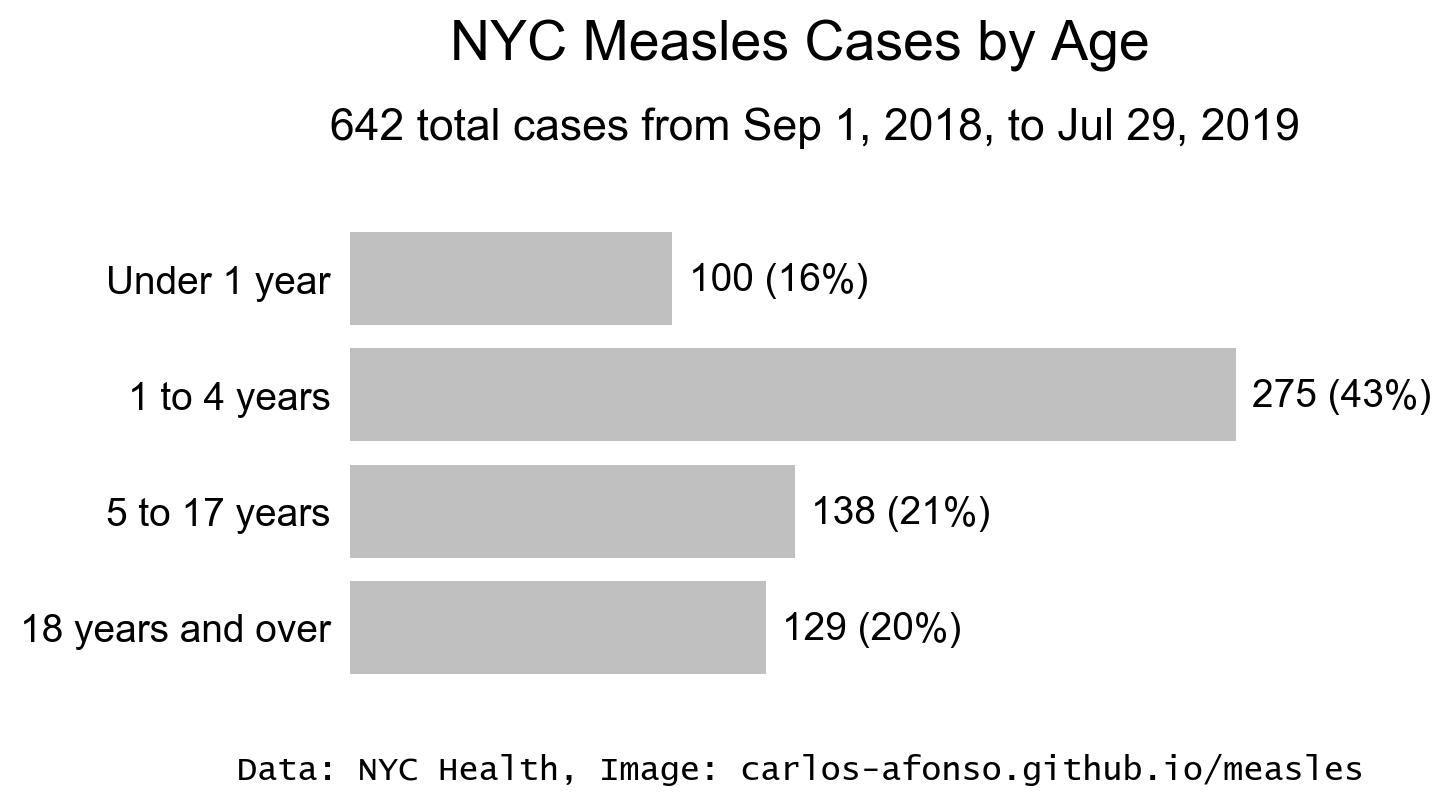 NYC Measles Cases by Age
642 total cases from Sep 1, 2018, to Jul 29, 2019
Under 1 year 100 (16%)
1 to 4 years 275 (43%)
5 to 17 years 138 (21%)
18 years and over 129 (20%)
Data: NYC Health, Image: carlos-afonso.github.io/measles